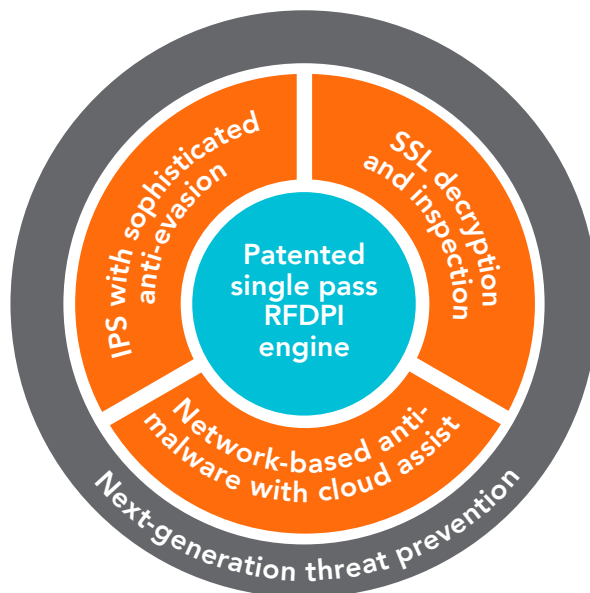 IPS with sophisticated
anti-evasion
SSL decryption
and inspection
Patented
single pass
RFDPI
engine
Network-based anti-
malware with cloud assist
Next-generation threat prevention